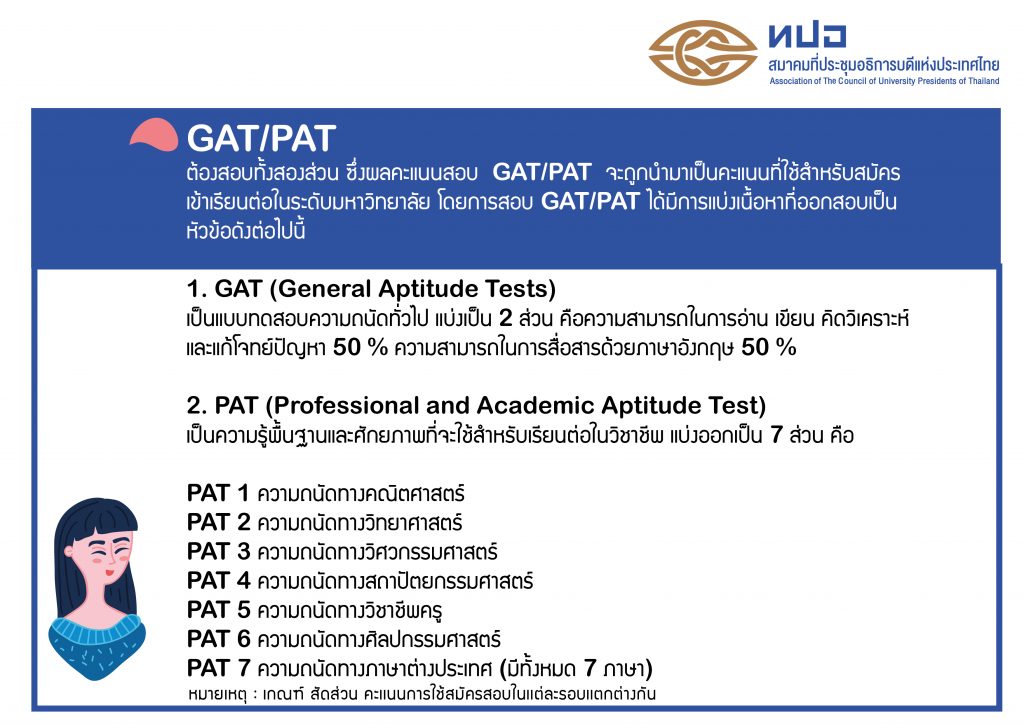 ทปอ
สมาคมที่ประชุมอธิการบดีแห่งประเทศไทย
Association of The Council of University Presidents of Thailand
GAT/PAT
ต้องสอบทั้งสองส่วน ซึ่งผลคะแนนสอบ GAT/PAT จะถูกนำมาเป็นคะแนนที่ใช้สำหรับสมัคร
เข้าเรียนต่อในระดับมหาวิทยาลัย โดยการสอบ GAT/PAT ได้มีการแบ่งเนื้อหาที่ออกสอบเป็น
หัวข้อดังต่อไปนี้
1. GAT (General Aptitude Tests)
เป็นแบบทดสอบความถนัดทั่วไป แบ่งเป็น 2 ส่วน คือความสามารถในการอ่าน เขียน คิดวิเคราะห์
และแก้โจทย์ปัญหา 50 % ความสามารถในการสื่อสารด้วยภาษาอังกฤษ 50 %
2. PAT (Professional and Academic Aptitude Test)
เป็นความรู้พื้นฐานและศักยภาพที่จะใช้สำหรับเรียนต่อในวิชาชีพ แบ่งออกเป็น 7 ส่วน คือ
PAT 1 ความถนัดทางคณิตศาสตร์
PAT 2 ความถนัดทางวิทยาศาสตร์
PAT 3 ความถนัดทางวิศวกรรมศาสตร์
PAT 4 ความถนัดทางสถาปัตยกรรมศาสตร์
PAT 5 ความถนัดทางวิชาชีพครู
PAT 6 ความถนัดทางศิลปกรรมศาสตร์
PAT 7 ความถนัดทางภาษาต่างประเทศ (มีทั้งหมด 7 ภาษา)
หมายเหตุ : เกณฑ์ สัดส่วน คะแนนการใช้สมัครสอบในแต่ละรอบแตกต่างกัน